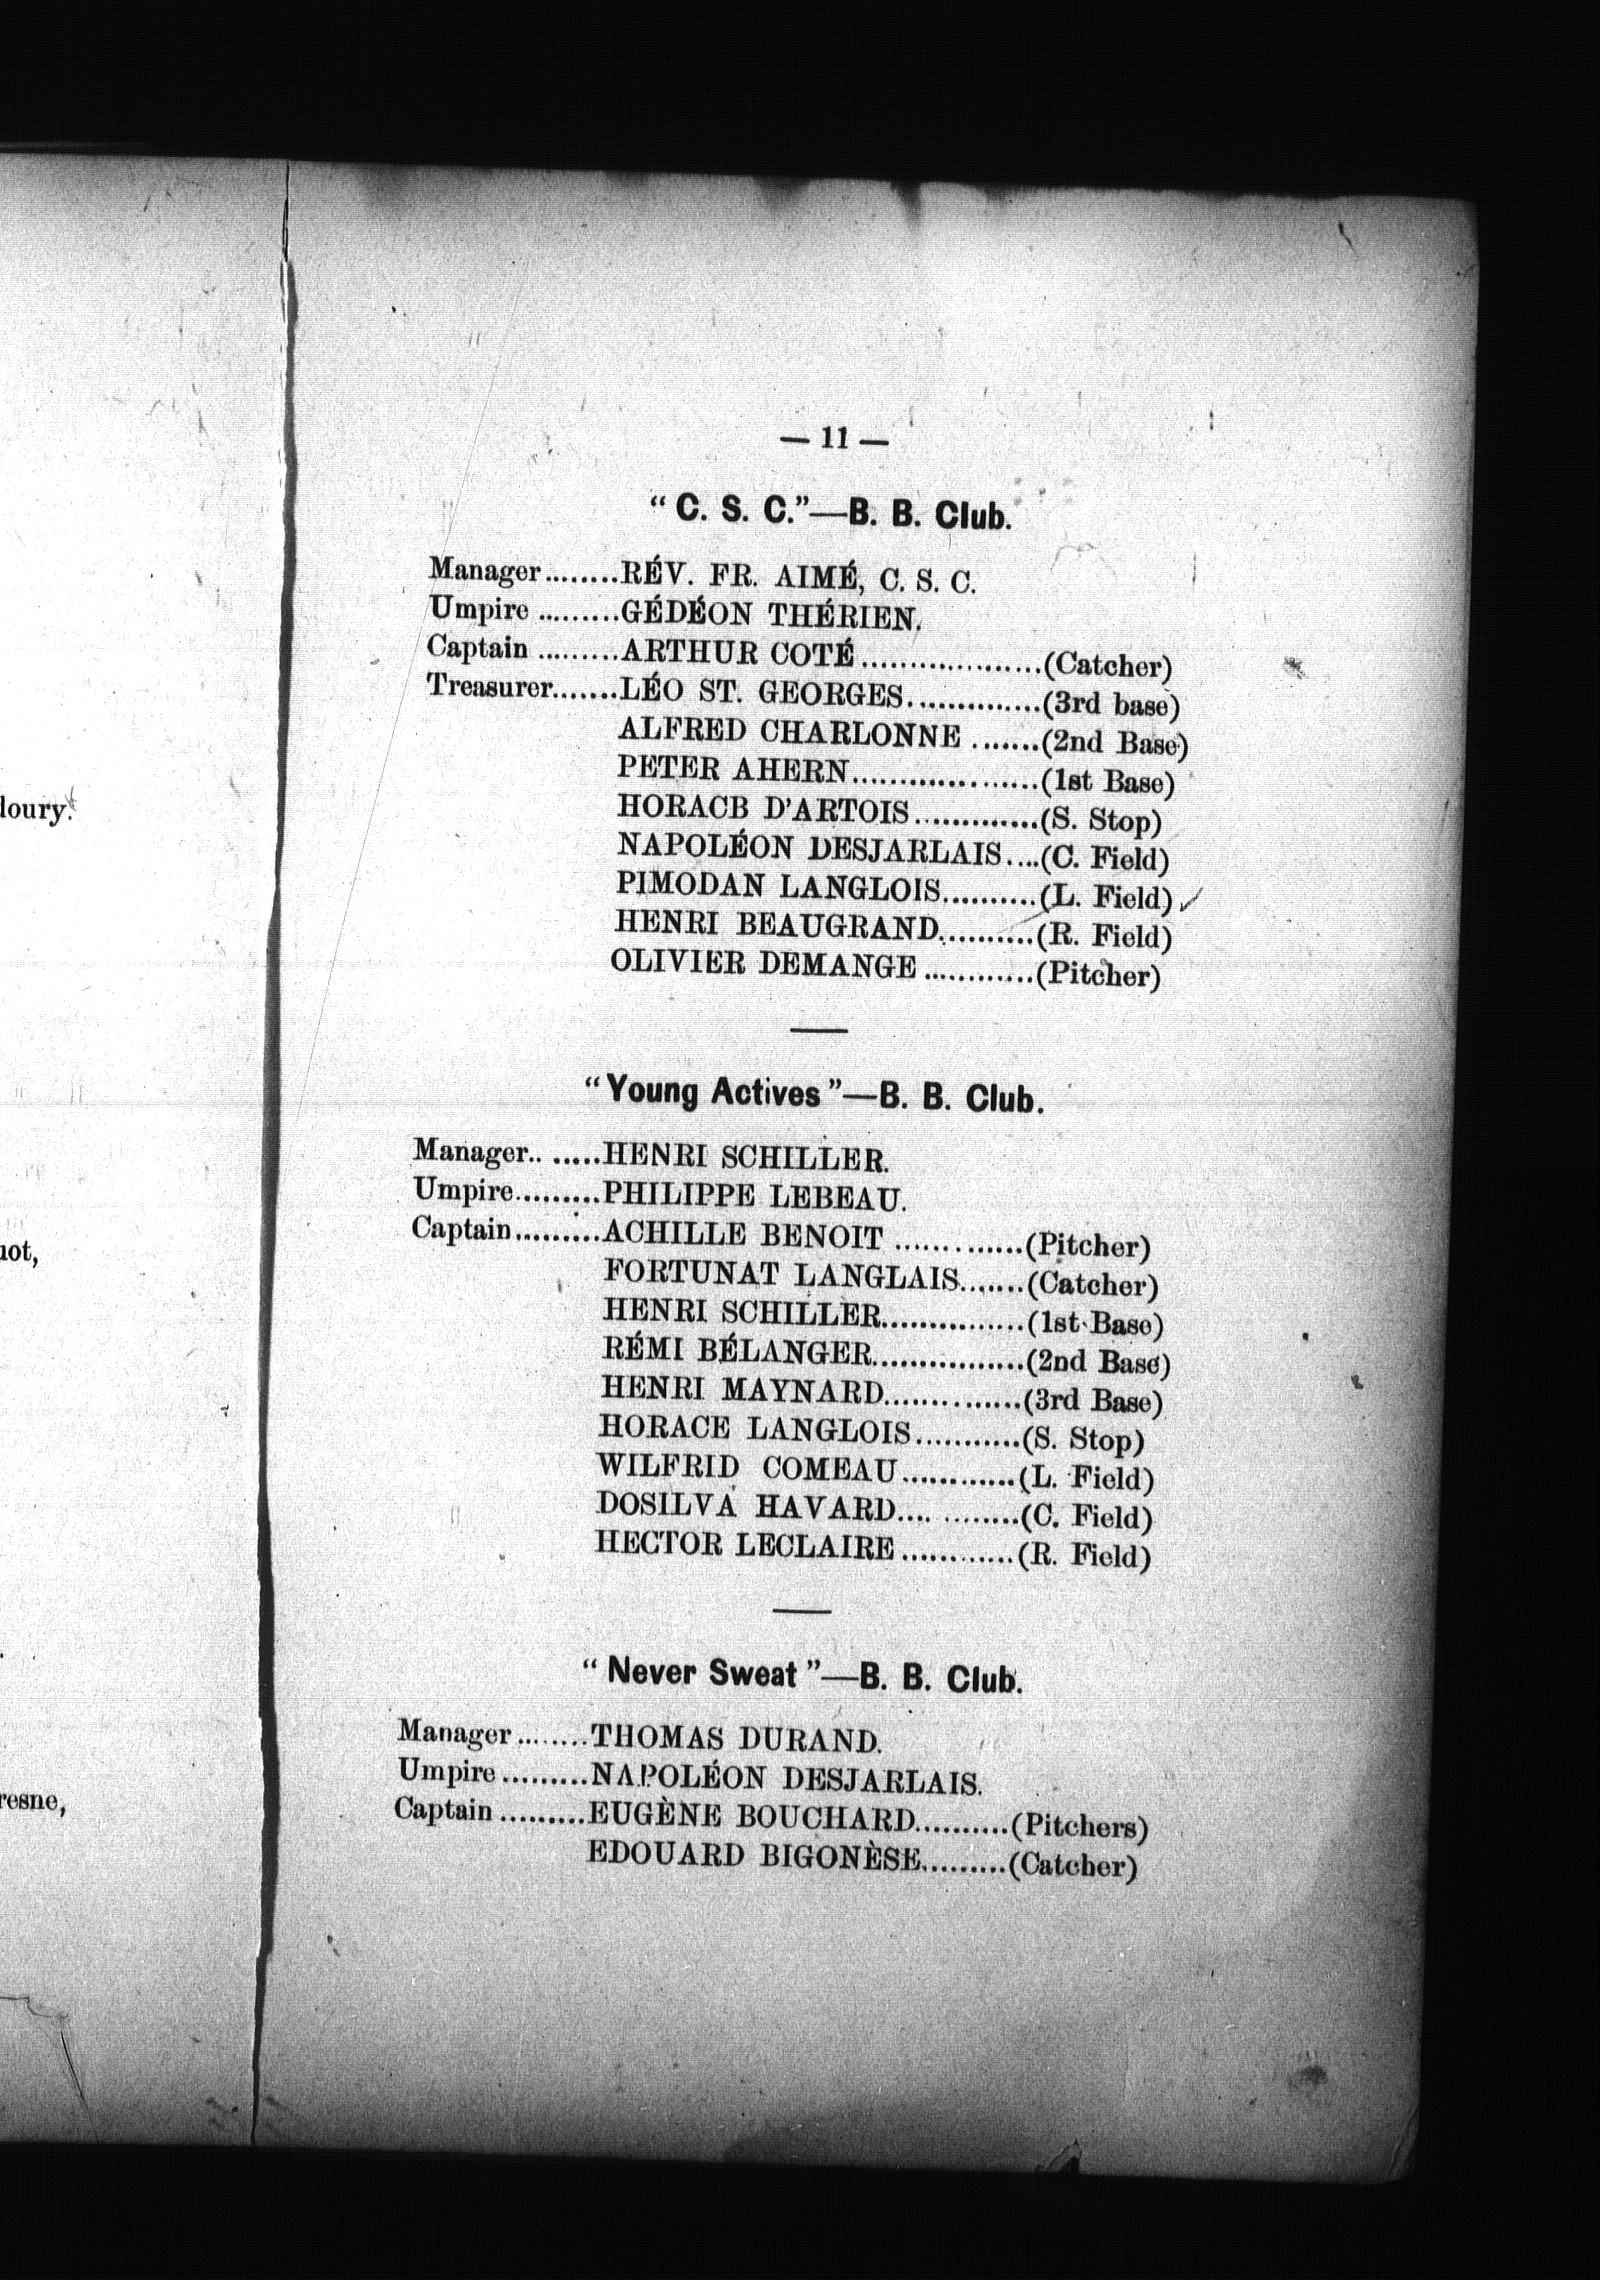 — 11 —
“ C. S. C.”—B. B. Club.
Manager........RÉV. FR. AIMÉ, C. S. C.
Umpire .........GÉDÉON THÉRIEN.
Captain .........ARTHUR COTÉ..................(Catcher)
Treasurer.......LÉO ST. GEORGES..............(3rd base)
ALFRED CHARLONNE .......(2nd Base)
PETER AHERN...................(1st Base)
HORACB D'ARTOIS.............(S. Stop)
NAPOLÉON DESJARLAIS....(C. Field)
PIMODAN LANGLOIS..........(L. Field)
HENRI BEAUGRAND..........(R. Field)
OLIVIER DEMANGE ............(Pitcher)
“Young Actives”—B. B. Club.
Manager.. .....HENRI SCHILLER.
Umpire.........PHILIPPE LEBEAU.
Captain.........ACHILLE BENOIT .............(Pitcher)
FORTUNAT LANGLAIS.......(Catcher)
HENRI SCHILLER...............(1st Base)
RÉMI BÉLANGER................(2nd Base)
HENRI MAYNARD..............(3rd Base)
HORACE LANGLOIS...........(S. Stop)
WILFRID COMEAU............(L. Field)
DOSILVA HAVARD.... ........(C. Field)
HECTOR LECLAIRE............(R. Field)
“ Never Sweat”—B. B. Club.
Manager........THOMAS DURAND.
Umpire.........NAPOLÉON DESJARLAIS.
Captain.........EUGÈNE BOUCHARD..........(Pitchers)
EDOUARD BIGONÈSE.........(Catcher)